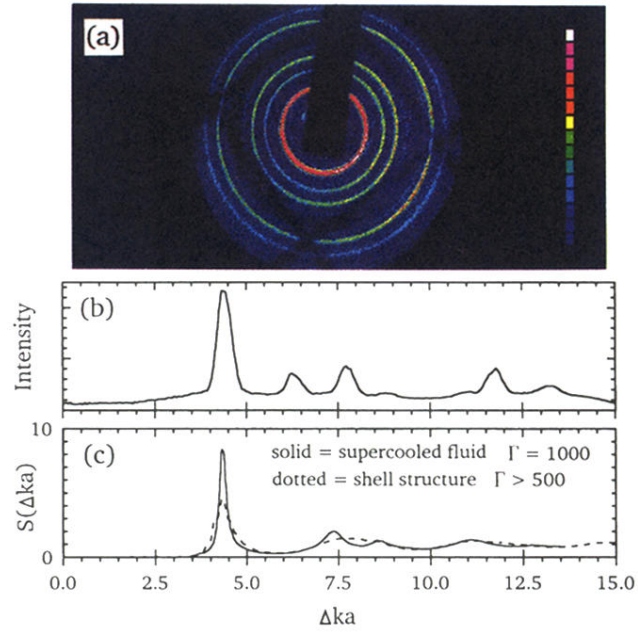 (a)
(b)
Intensity
(c)
10
solid = supercooled fluid Γ = 1000
dotted = shell structure Γ > 500
S(Δka)
0
0.0 2.5 5.0 7.5 10.0 12.5 15.0
Δka